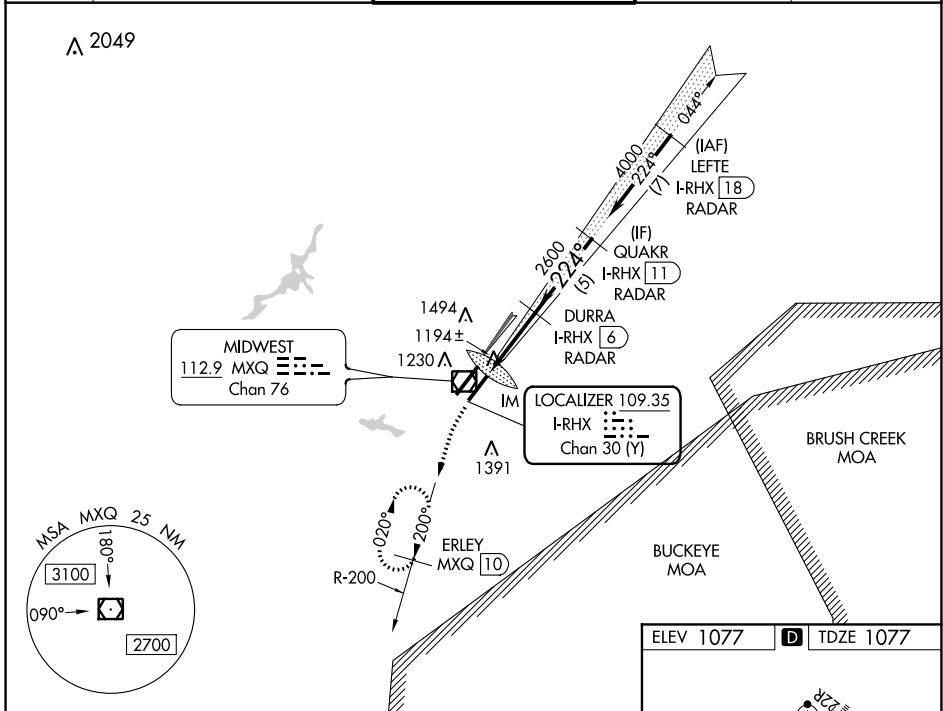 2049
044°
(IAF)
LEFTE
I-RHX 18
RADAR
4000
224°
(7)
(IF)
QUAKR
I-RHX 11
RADAR
2600
224°
(5)
DURRA
I-RHX 6
RADAR
1494
1194±
1230
MIDWEST
112.9 MXQ
Chan 76
IM
LOCALIZER 109.35
I-RHX
Chan 30 (Y)
1391
BRUSH CREEK
MOA
BUCKEYE
MOA
020°
200°
ERLEY
MXQ 10
R-200
MSA MXQ 25 NM
180°
3100
090°
2700
ELEV 1077 D TDZE 1077
22R